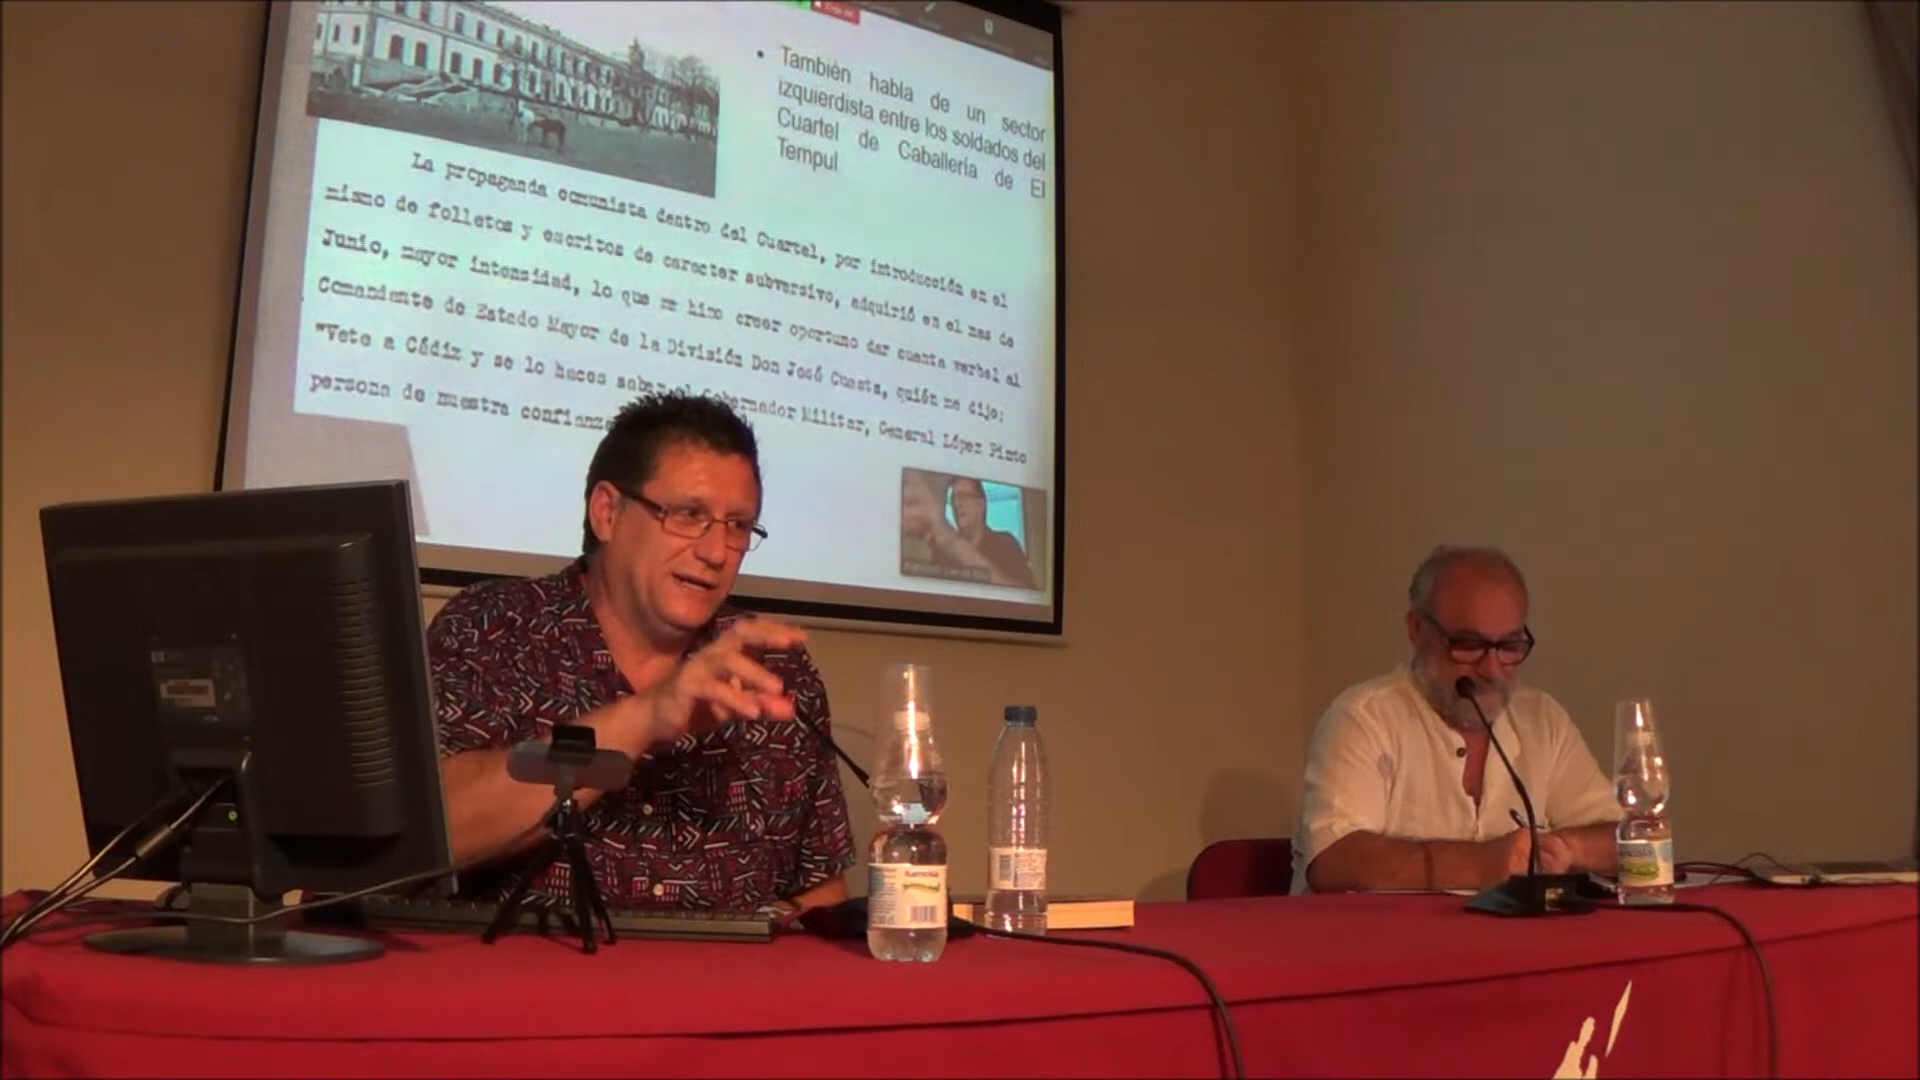 También habla de un sector
izquierdista entre los soldados del
Cuartel de Caballería de El
Tempul
La propaganda comunista dentro del Cuartel, por introducción en el
mismo de folletos y escritos de caracter subversivo, adquirió en el mes de
Junio, mayor intensidad, lo que me hizo creer oportuno dar cuenta verbal al
Comandante de Estado Mayor de la División Don José Cuesta, quién me dijo:
"Vete a Cádiz y se lo haces saber al Gobernador Militar, General López Pinto
persona de nuestra confianza